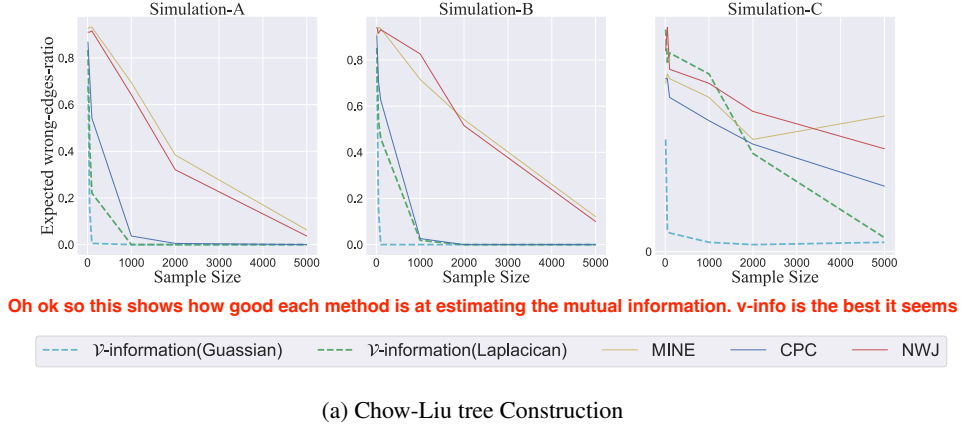 Simulation-A Simulation-B Simulation-C
Expected wrong-edges-ratio
0.8 0.8
0.6 0.6
0.4 0.4
0.2 0.2
0.0 0.0 0
0 1000 2000 3000 4000 5000 0 1000 2000 3000 4000 5000 0 1000 2000 3000 4000 5000
Sample Size Sample Size Sample Size
Oh ok so this shows how good each method is at estimating the mutual information. v-info is the best it seems
𝒱-information(Guassian) 𝒱-information(Laplacican) MINE CPC NWJ
(a) Chow-Liu tree Construction